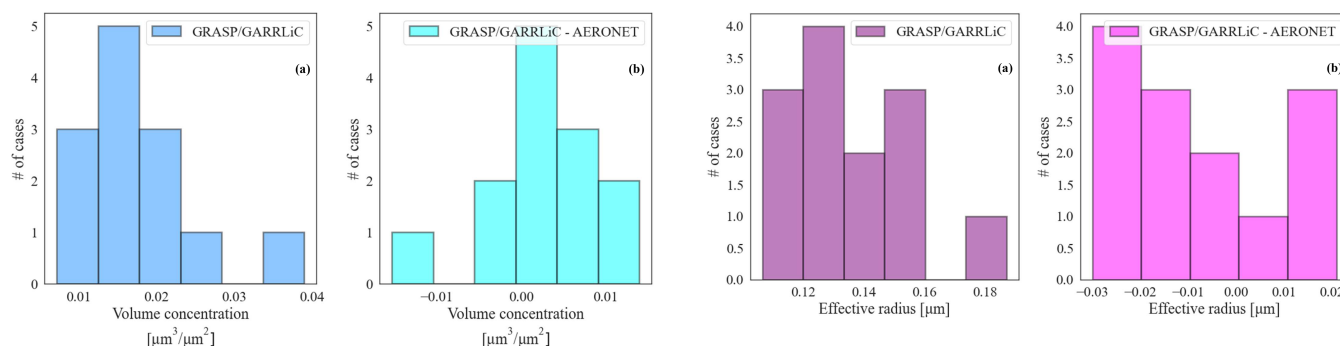 GRASP/GARRLiC
(a)
# of cases
5
4
3
2
1
0
0.01 0.02 0.03 0.04
Volume concentration
[μm³/μm²]
GRASP/GARRLiC - AERONET
(b)
# of cases
5
4
3
2
1
0
−0.01 0.00 0.01
Volume concentration
[μm³/μm²]
GRASP/GARRLiC
(a)
# of cases
4.0
3.5
3.0
2.5
2.0
1.5
1.0
0.5
0.0
0.12 0.14 0.16 0.18
Effective radius [μm]
GRASP/GARRLiC - AERONET
(b)
# of cases
4.0
3.5
3.0
2.5
2.0
1.5
1.0
0.5
0.0
−0.03 −0.02 −0.01 0.00 0.01 0.02
Effective radius [μm]